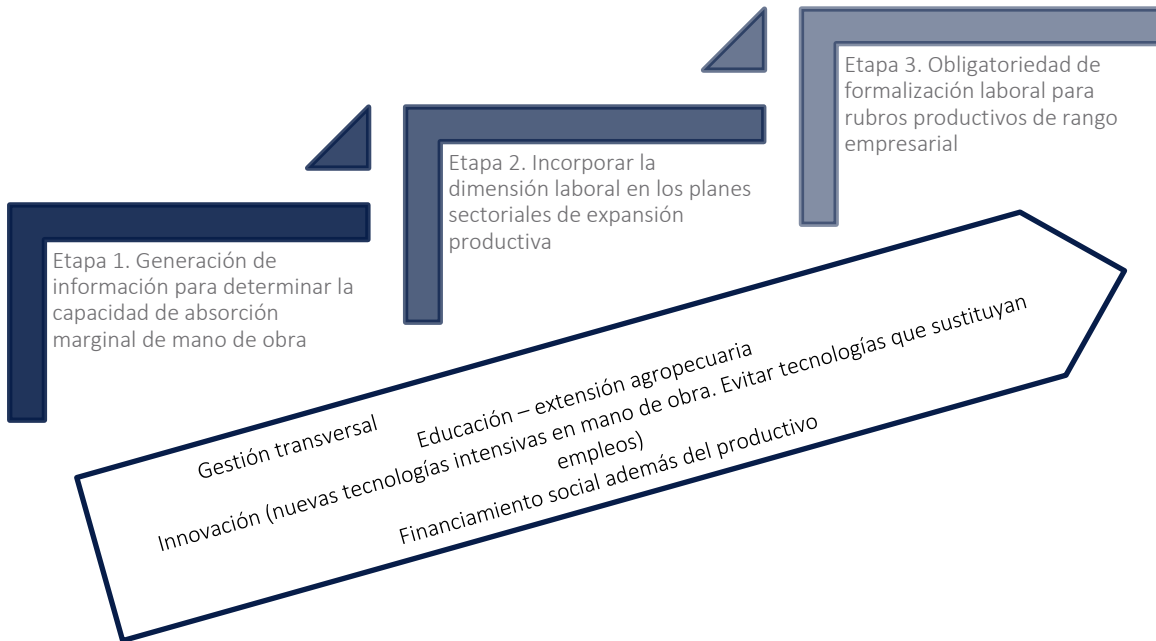 Etapa 1. Generación de
información para determinar la
capacidad de absorción
marginal de mano de obra
Etapa 2. Incorporar la
dimensión laboral en los planes
sectoriales de expansión
productiva
Etapa 3. Obligatoriedad de
formalización laboral para
rubros productivos de rango
empresarial
Gestión transversal
Educación – extensión agropecuaria
Innovación (nuevas tecnologías intensivas en mano de obra. Evitar tecnologías que sustituyan
empleos)
Financiamiento social además del productivo